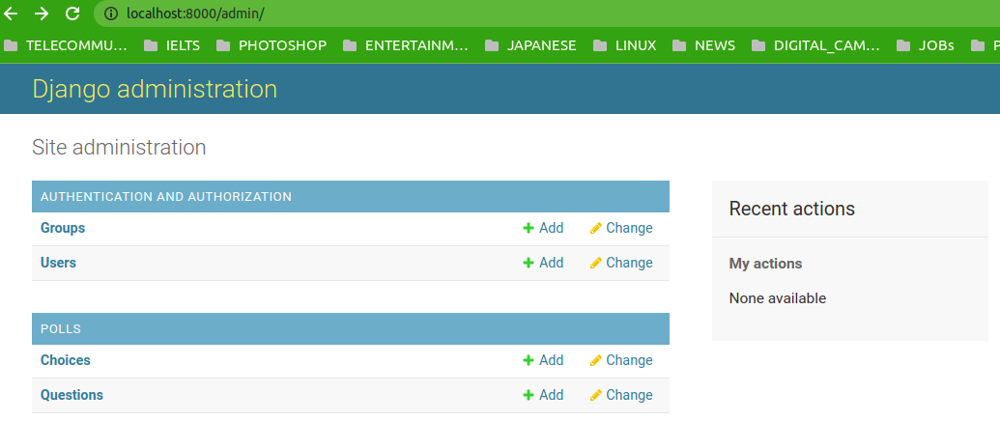 localhost:8000/admin/
TELECOMMU... IELTS PHOTOSHOP ENTERTAINM... JAPANESE LINUX NEWS DIGITAL_CAM... JOBs P
Django administration
Site administration
AUTHENTICATION AND AUTHORIZATION
Groups Add Change
Users Add Change
POLLS
Choices Add Change
Questions Add Change
Recent actions
My actions
None available